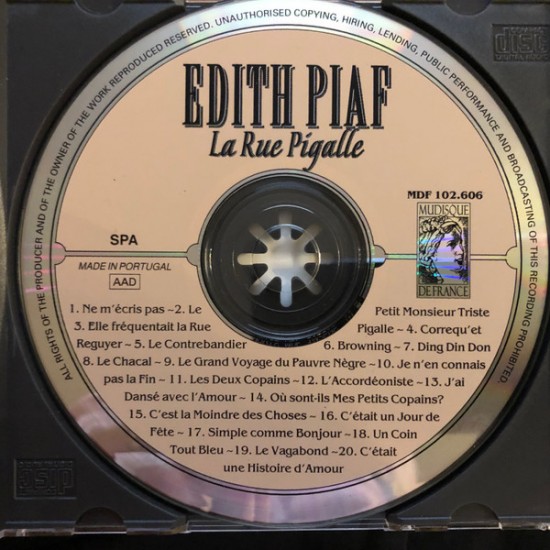 ALL RIGHTS OF THE PRODUCER AND OF THE OWNER OF THE WORK REPRODUCED RESERVED. UNAUTHORISED COPYING, HIRING, LENDING, PUBLIC PERFORMANCE AND BROADCASTING OF THIS RECORDING PROHIBITED.
EDITH PIAF
La Rue Pigalle
MDF 102.606
MUDISQUE
DE FRANCE
SPA
MADE IN PORTUGAL
AAD
1. Ne m'écris pas ~2. Le Petit Monsieur Triste
3. Elle fréquentait la Rue Pigalle ~ 4. Correqu'et
Reguyer ~ 5. Le Contrebandier 6. Browning ~ 7. Ding Din Don
8. Le Chacal ~ 9. Le Grand Voyage du Pauvre Nègre ~10. Je n'en connais
pas la Fin ~ 11. Les Deux Copains ~ 12. L'Accordéoniste ~ 13. J'ai
Dansé avec l'Amour ~ 14. Où sont-ils Mes Petits Copains?
15. C'est la Moindre des Choses ~ 16. C'était un Jour de
Fête ~ 17. Simple comme Bonjour ~ 18. Un Coin
Tout Bleu ~ 19. Le Vagabond ~ 20. C'était
une Histoire d'Amour